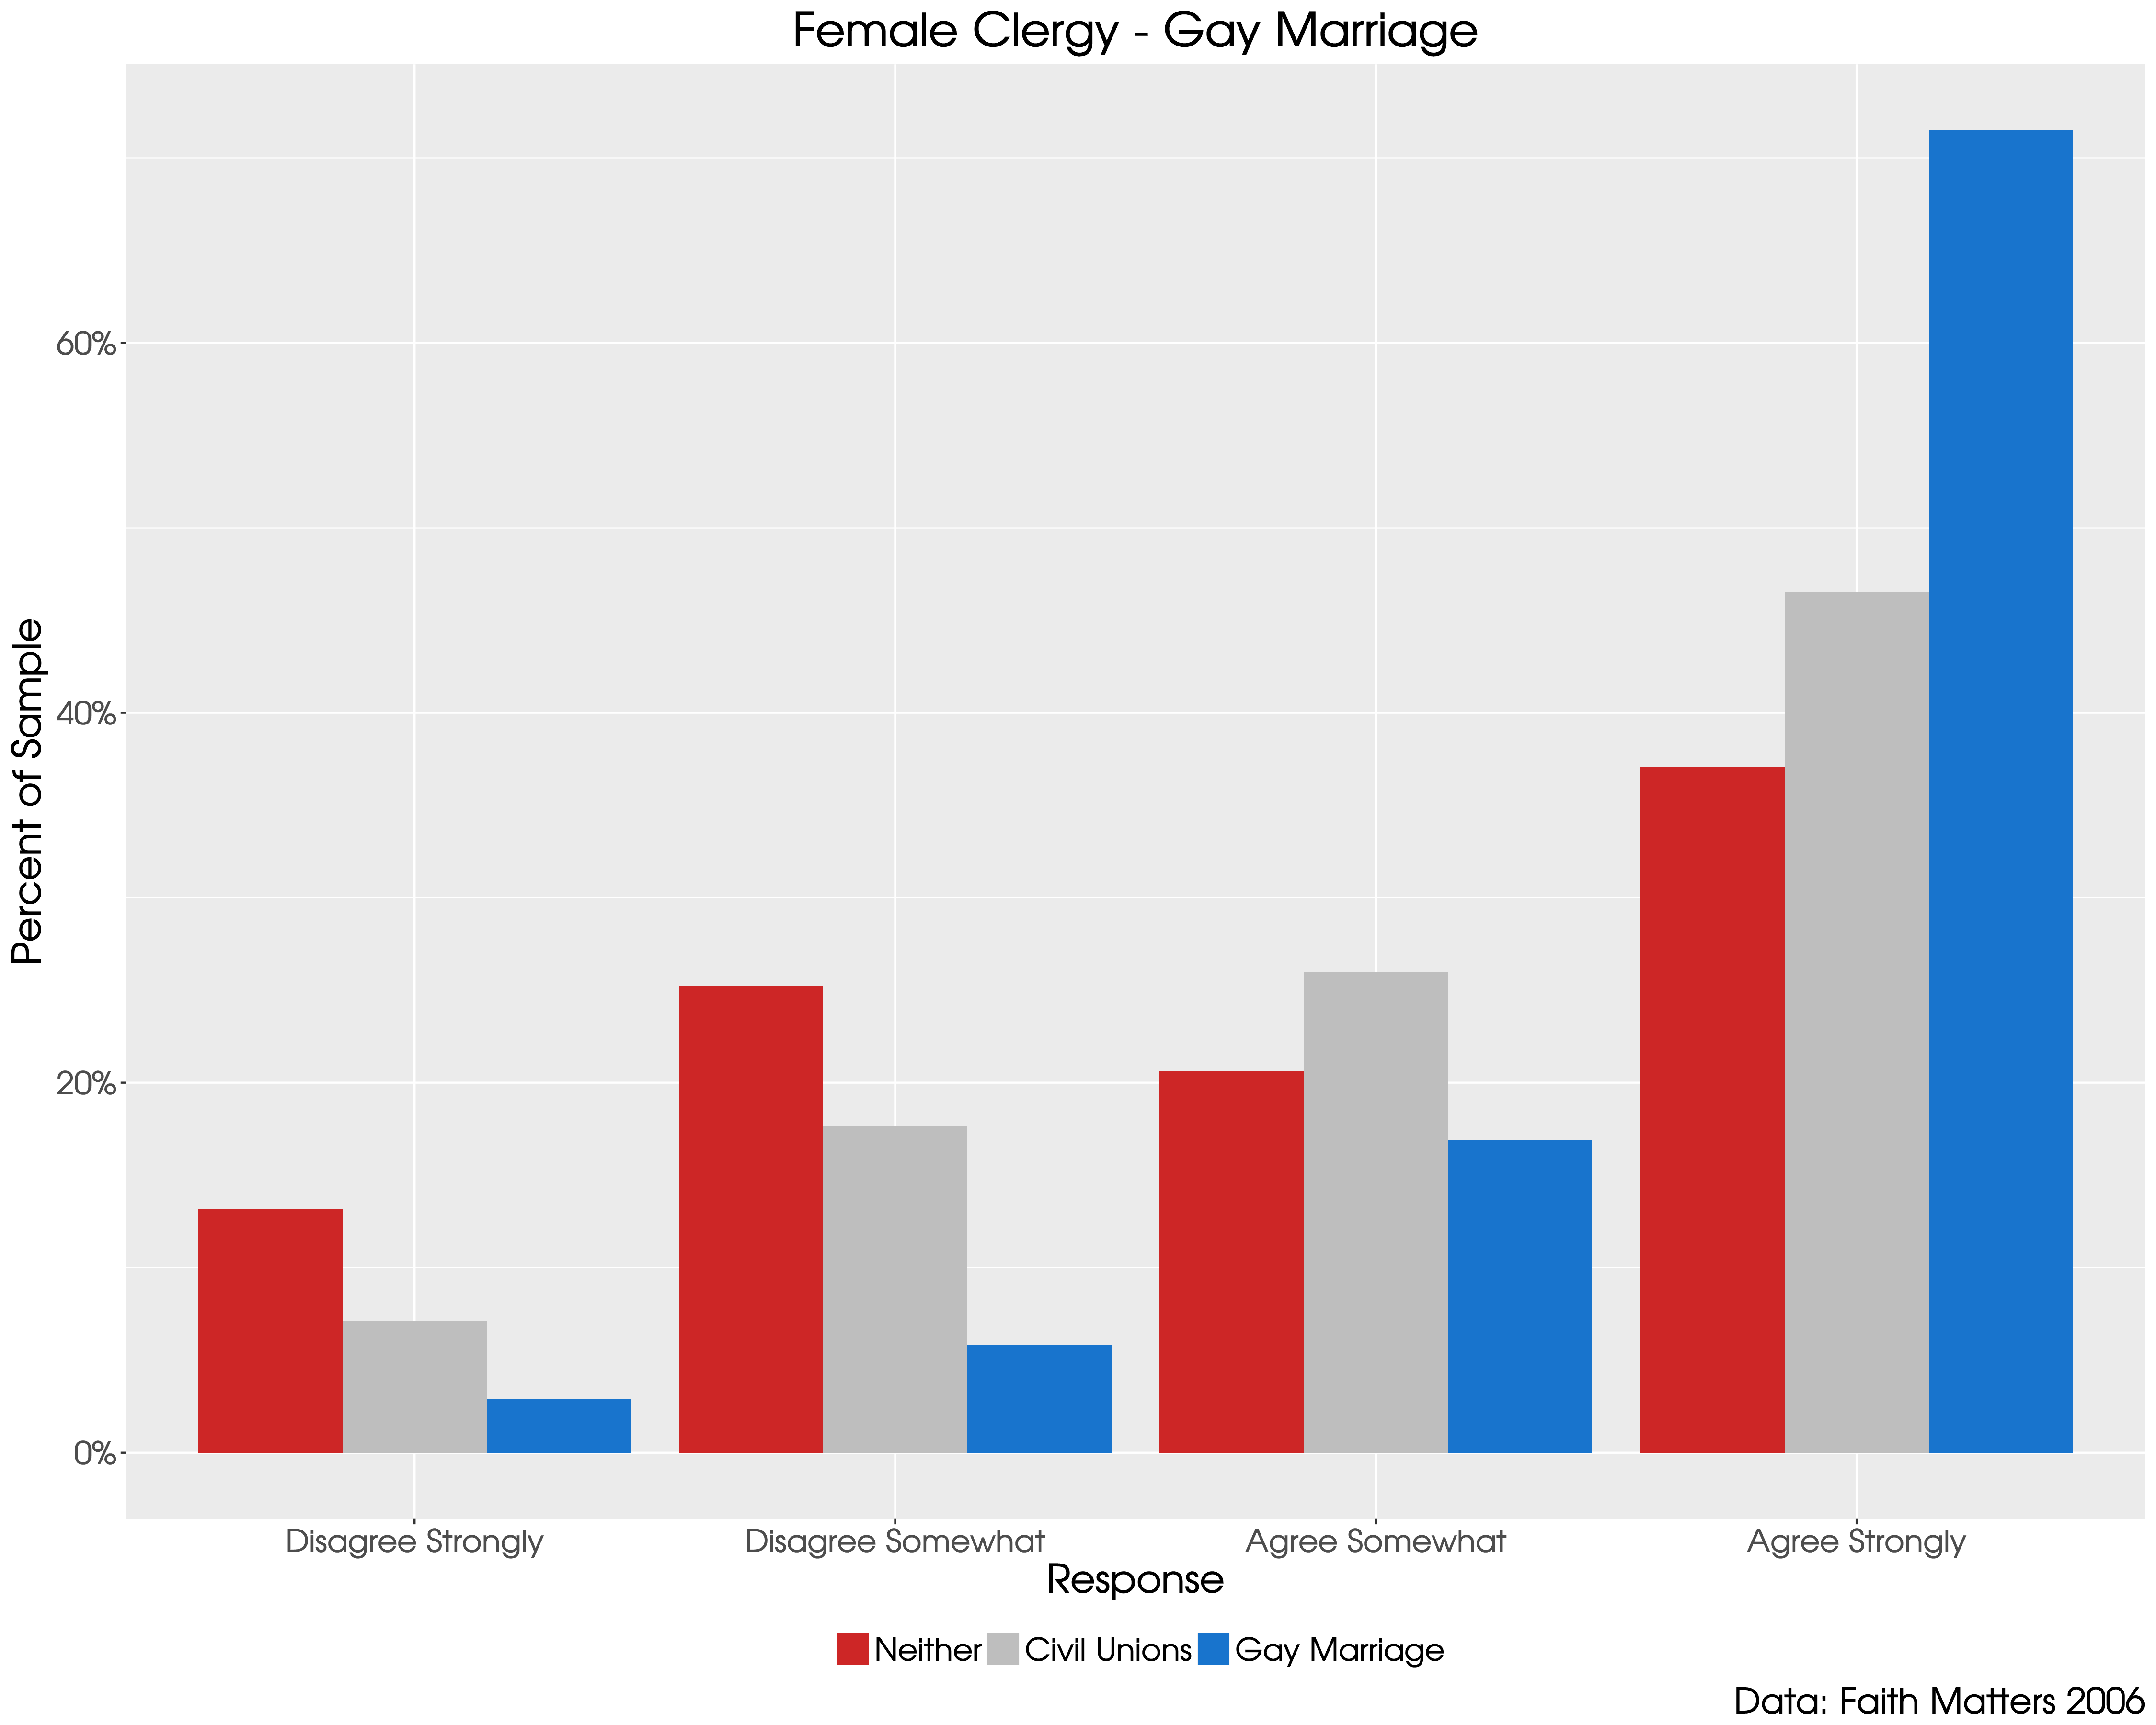 Female Clergy - Gay Marriage
Percent of Sample
60%
40%
20%
0%
Disagree Strongly Disagree Somewhat Agree Somewhat Agree Strongly
Response
Neither Civil Unions Gay Marriage
Data: Faith Matters 2006